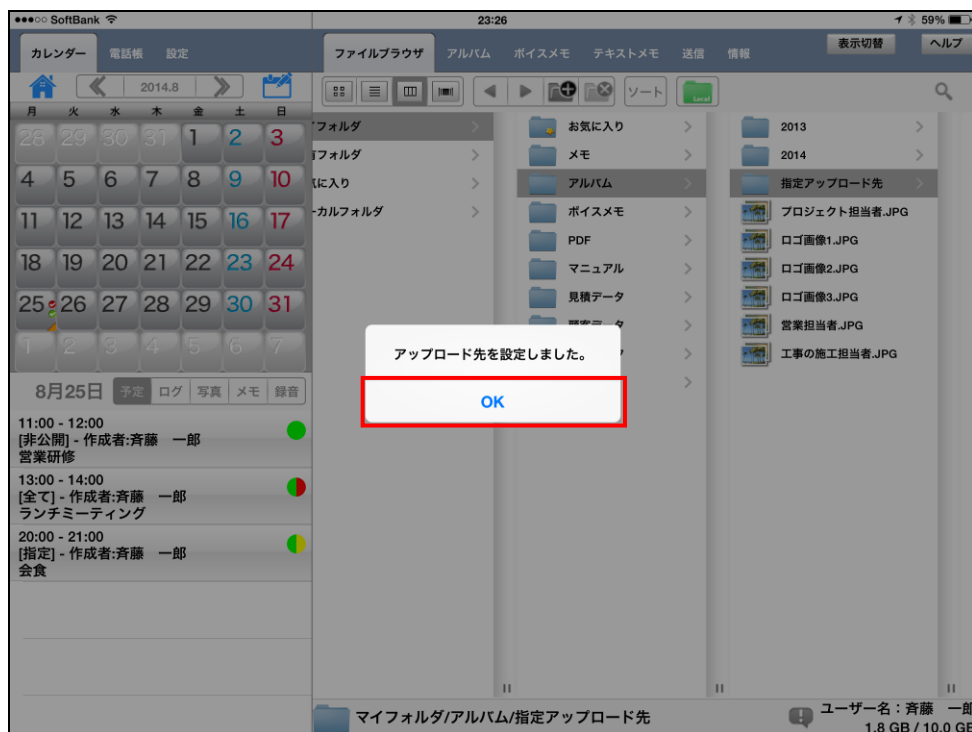 SoftBank
23:26
59%
カレンダー 電話帳 設定
ファイルブラウザ アルバム ボイスメモ テキストメモ 送信 情報
表示切替 ヘルプ
2014.8
ソート
Local
月 火 水 木 金 土 日
28 29 30 31 1 2 3
4 5 6 7 8 9 10
11 12 13 14 15 16 17
18 19 20 21 22 23 24
25 26 27 28 29 30 31
1 2 3 4 5 6 7
8月25日 予定 ログ 写真 メモ 録音
11:00 - 12:00
[非公開] - 作成者:斉藤 一郎
営業研修
13:00 - 14:00
[全て] - 作成者:斉藤 一郎
ランチミーティング
20:00 - 21:00
[指定] - 作成者:斉藤 一郎
会食
フォルダ
フォルダ
に入り
ーカルフォルダ
お気に入り
メモ
アルバム
ボイスメモ
PDF
マニュアル
見積データ
2013
2014
指定アップロード先
プロジェクト担当者.JPG
ロゴ画像1.JPG
ロゴ画像2.JPG
ロゴ画像3.JPG
営業担当者.JPG
工事の施工担当者.JPG
アップロード先を設定しました。
OK
マイフォルダ/アルバム/指定アップロード先
ユーザー名：斉藤 一郎
1.8 GB / 10.0 GB